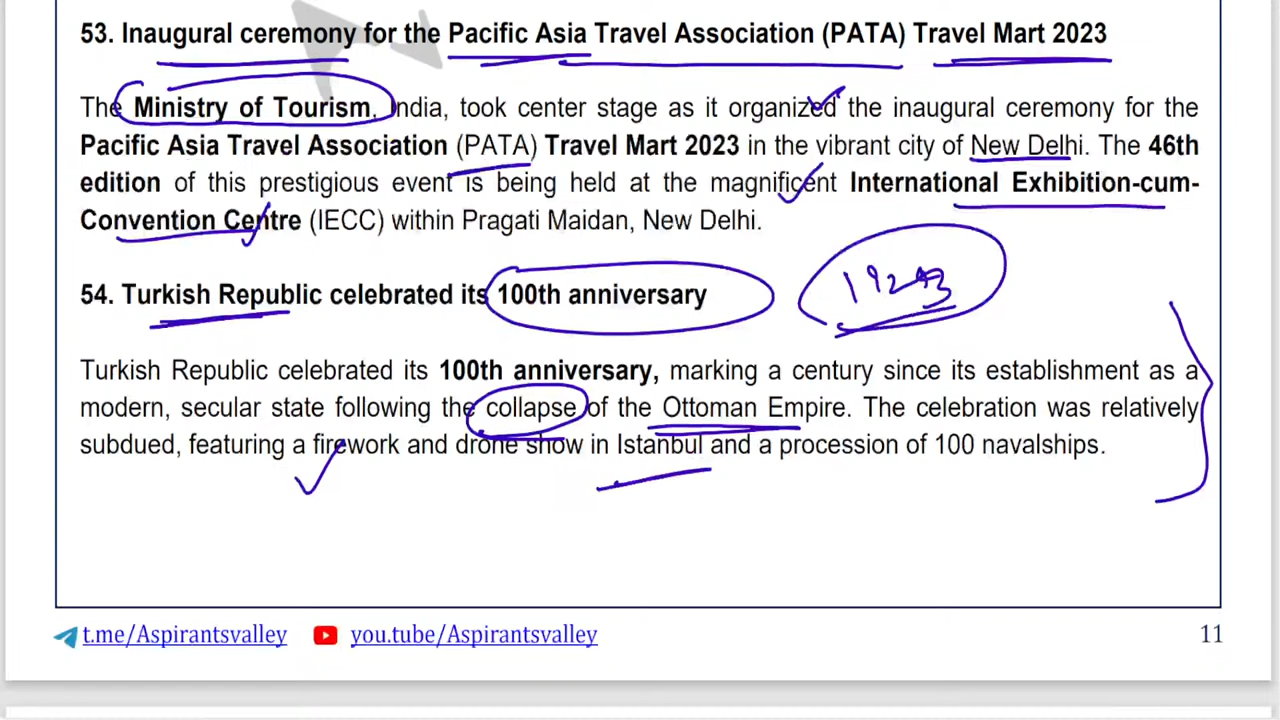 53. Inaugural ceremony for the Pacific Asia Travel Association (PATA) Travel Mart 2023
The Ministry of Tourism, India, took center stage as it organized the inaugural ceremony for the
Pacific Asia Travel Association (PATA) Travel Mart 2023 in the vibrant city of New Delhi. The 46th
edition of this prestigious event is being held at the magnificent International Exhibition-cum-
Convention Centre (IECC) within Pragati Maidan, New Delhi.
54. Turkish Republic celebrated its 100th anniversary
Turkish Republic celebrated its 100th anniversary, marking a century since its establishment as a
modern, secular state following the collapse of the Ottoman Empire. The celebration was relatively
subdued, featuring a firework and drone show in Istanbul and a procession of 100 navalships.
t.me/Aspirantsvalley you.tube/Aspirantsvalley 11